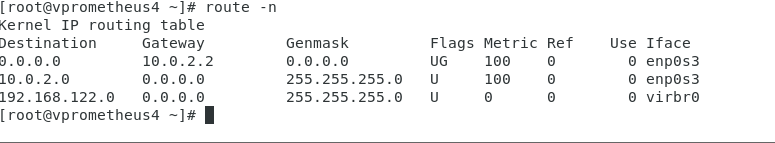 [root@vprometheus4 ~]# route -n
Kernel IP routing table
Destination     Gateway         Genmask         Flags Metric Ref    Use Iface
0.0.0.0         10.0.2.2        0.0.0.0         UG    100    0        0 enp0s3
10.0.2.0        0.0.0.0         255.255.255.0   U     100    0        0 enp0s3
192.168.122.0   0.0.0.0         255.255.255.0   U     0      0        0 virbr0
[root@vprometheus4 ~]#